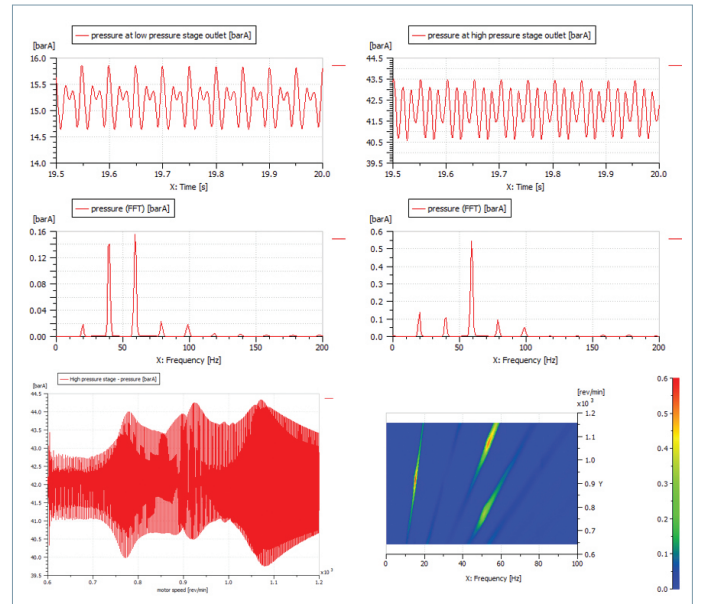 pressure at low pressure stage outlet [barA]
[barA]
16.0
15.5
15.0
14.5
14.0
19.5 19.6 19.7 19.8 19.9 20.0
X: Time [s]
pressure at high pressure stage outlet [barA]
[barA]
44.5
43.5
42.5
41.5
40.5
39.5
19.5 19.6 19.7 19.8 19.9 20.0
X: Time [s]
pressure (FFT) [barA]
[barA]
0.16
0.12
0.08
0.04
0.00
0 50 100 150 200
X: Frequency [Hz]
pressure (FFT) [barA]
[barA]
0.6
0.5
0.4
0.3
0.2
0.1
0.0
0 50 100 150 200
X: Frequency [Hz]
High pressure stage - pressure [barA]
[barA]
44.5
44.0
43.5
43.0
42.5
42.0
41.5
41.0
40.5
40.0
39.5
0.6 0.7 0.8 0.9 1.0 1.1 1.2
x10³
motor speed [rev/min]
[rev/min]
x10³
1.2
1.1
1.0
0.9 Y
0.8
0.7
0.6
0 20 40 60 80 100
X: Frequency [Hz]
0.6
0.5
0.4
0.3
0.2
0.1
0.0